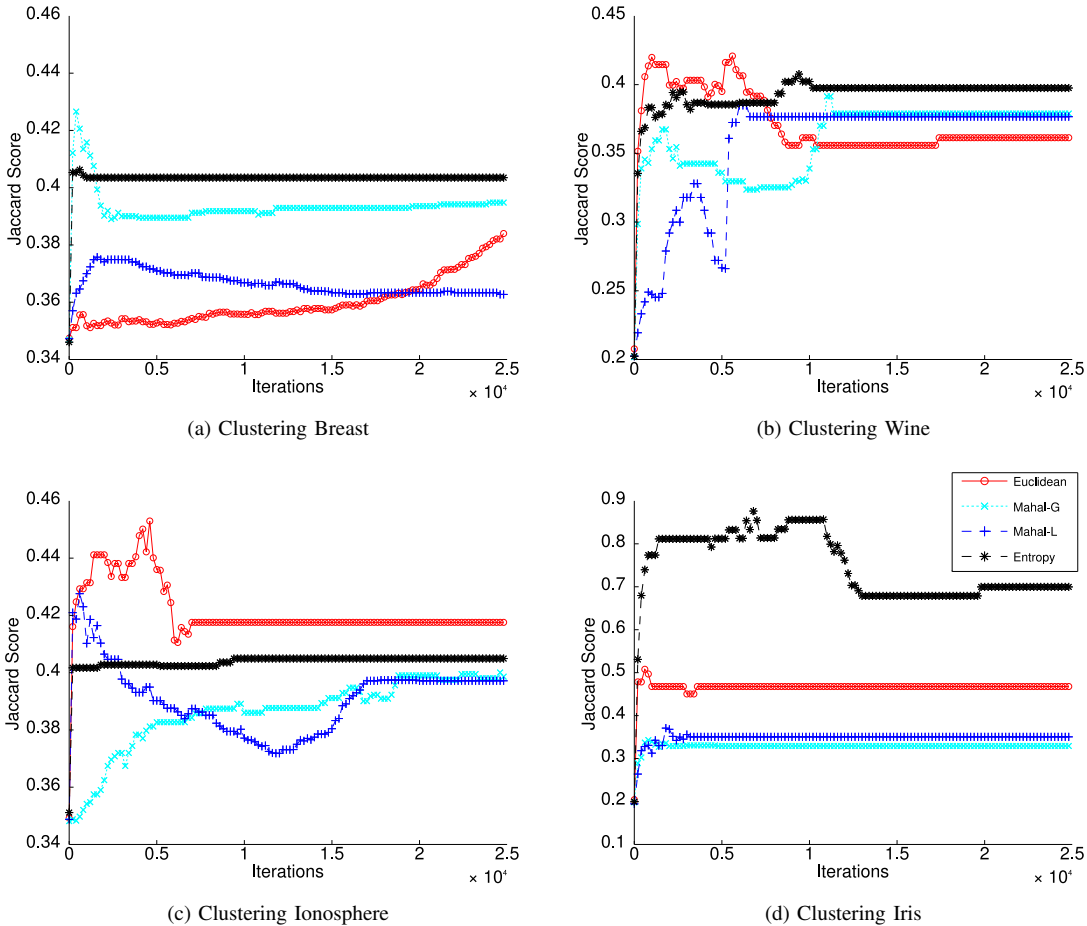 0.46
0.44
0.42
0.4
0.38
0.36
0.34
Jaccard Score
0 0.5 1 1.5 2 2.5
Iterations
× 10⁴
(a) Clustering Breast
0.45
0.4
0.35
0.3
0.25
0.2
Jaccard Score
0 0.5 1 1.5 2 2.5
Iterations
× 10⁴
(b) Clustering Wine
0.46
0.44
0.42
0.4
0.38
0.36
0.34
Jaccard Score
0 0.5 1 1.5 2 2.5
Iterations
× 10⁴
(c) Clustering Ionosphere
0.9
0.8
0.7
0.6
0.5
0.4
0.3
0.2
0.1
Jaccard Score
Euclidean
Mahal-G
Mahal-L
Entropy
0 0.5 1 1.5 2 2.5
Iterations
× 10⁴
(d) Clustering Iris